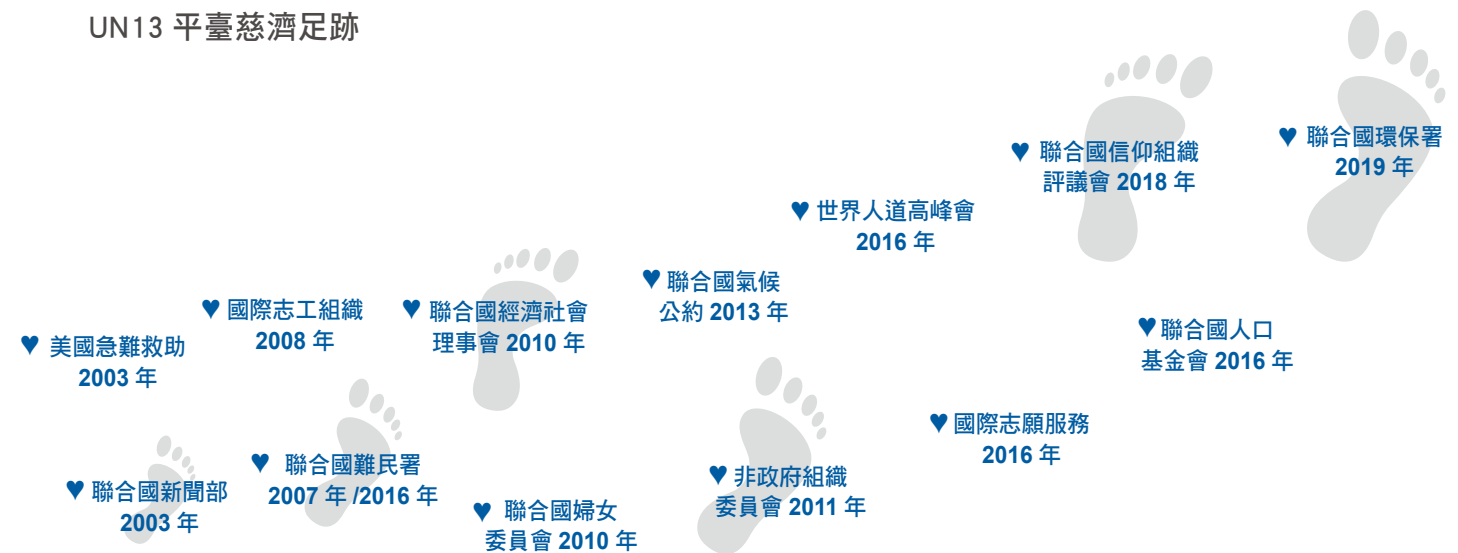 UN13 平臺慈濟足跡
♥ 美國急難救助
2003 年
♥ 聯合國新聞部
2003 年
♥ 國際志工組織
2008 年
♥ 聯合國難民署
2007 年 /2016 年
♥ 聯合國經濟社會
理事會 2010 年
♥ 聯合國婦女
委員會 2010 年
♥ 聯合國氣候
公約 2013 年
♥ 非政府組織
委員會 2011 年
♥ 世界人道高峰會
2016 年
♥ 國際志願服務
2016 年
♥ 聯合國信仰組織
評議會 2018 年
♥ 聯合國人口
基金會 2016 年
♥ 聯合國環保署
2019 年